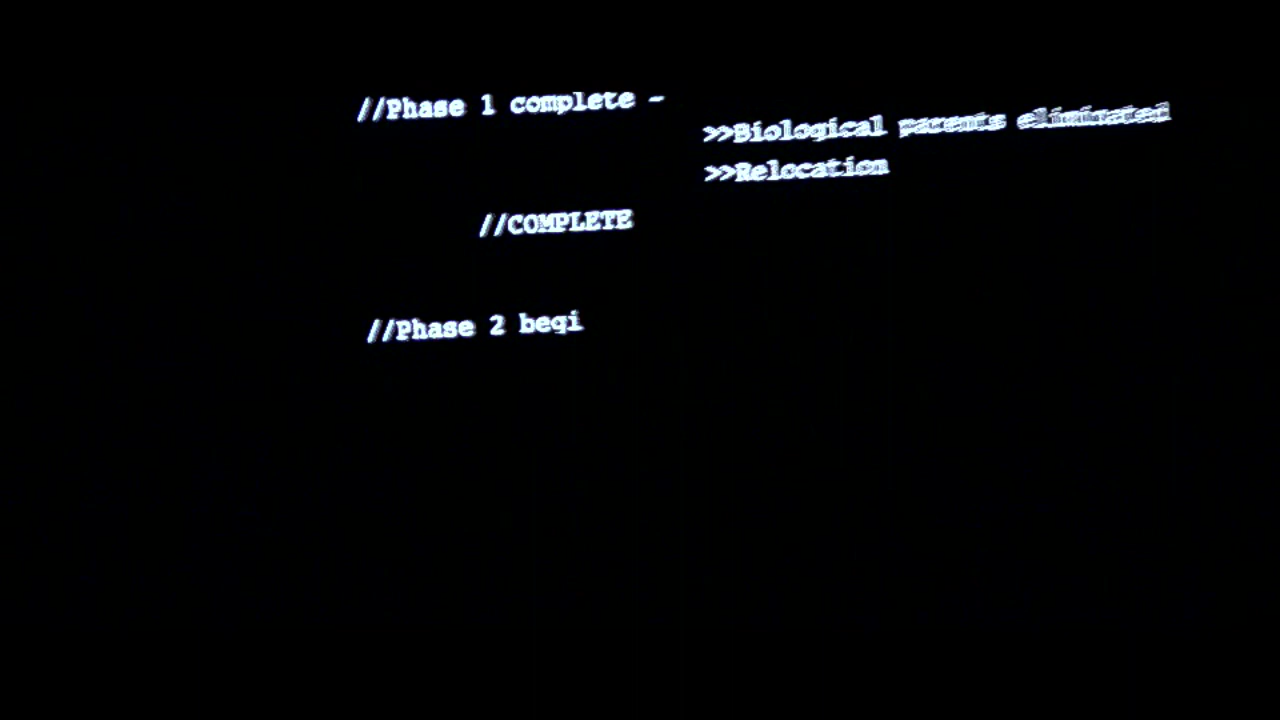 //Phase 1 complete -
>>Biological parents eliminated
>>Relocation
//COMPLETE
//Phase 2 begi